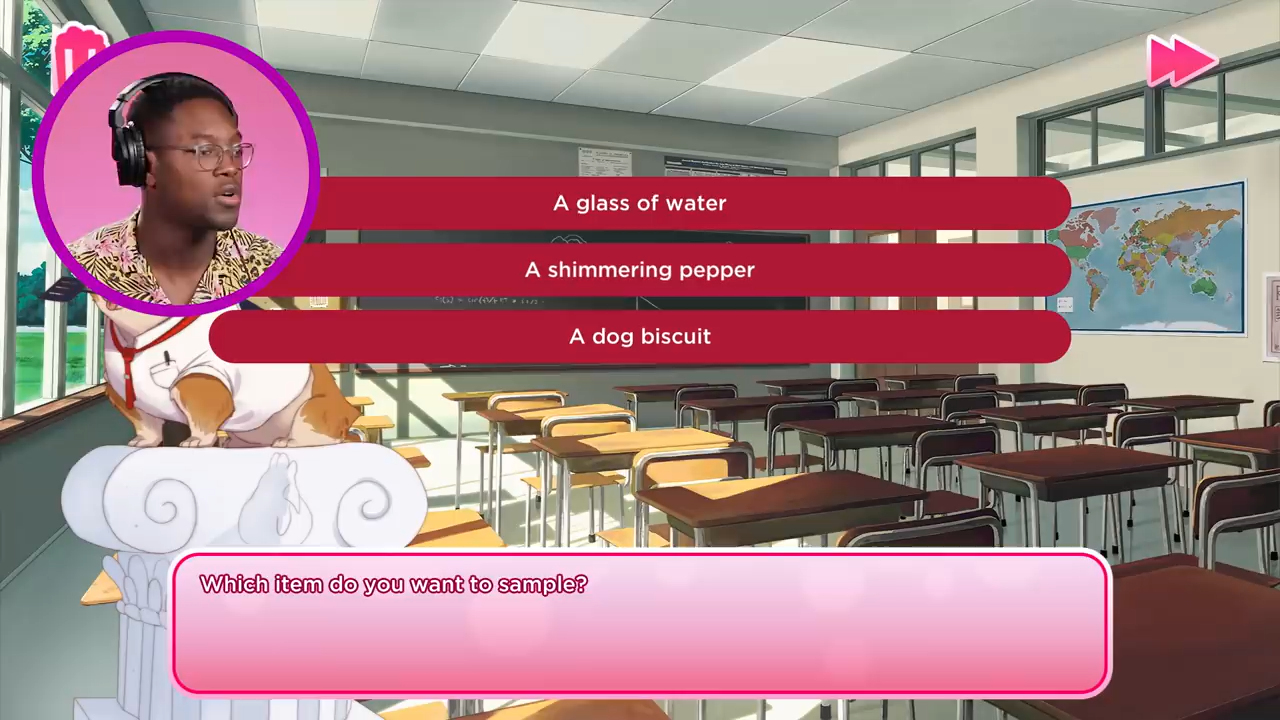 A glass of water
A shimmering pepper
A dog biscuit
Which item do you want to sample?